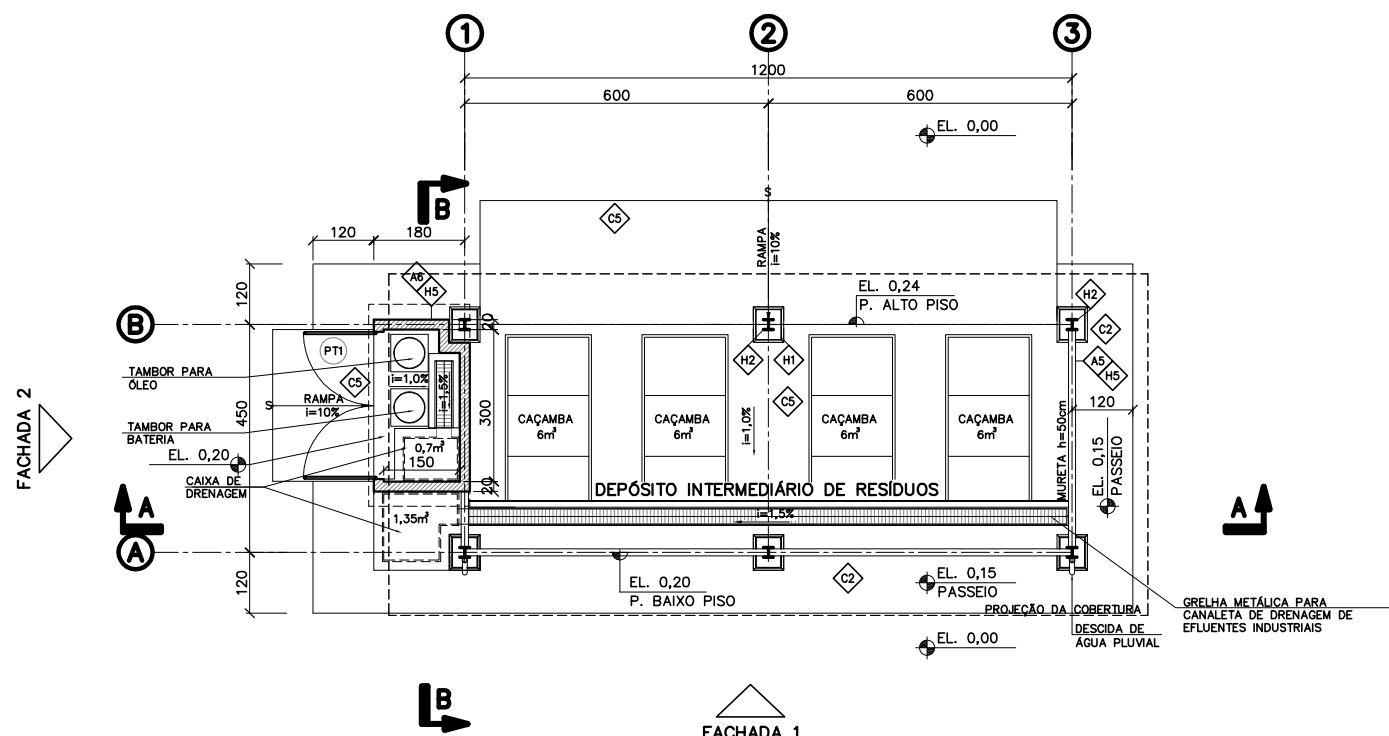 1
2
3
1200
600
600
EL. 0,00
B
S
C5
120
180
RAMPA
i=10%
A6
H5
EL. 0,24
P. ALTO PISO
H2
120
B
20
C2
PT1
H2
H1
A5
H5
TAMBOR PARA
ÓLEO
i=1,0%
C5
i=1,5%
C5
120
FACHADA 2
450
S
RAMPA
i=10%
300
CAÇAMBA
6m³
CAÇAMBA
6m³
i=1,0%
CAÇAMBA
6m³
CAÇAMBA
6m³
MURETA h=50cm
TAMBOR PARA
BATERIA
EL. 0,20
0,7m³
150
EL. 0,15
PASSEIO
CAIXA DE
DRENAGEM
20
DEPÓSITO INTERMEDIÁRIO DE RESÍDUOS
A
A
1,35m³
i=1,5%
A
120
EL. 0,20
P. BAIXO PISO
C2
EL. 0,15
PASSEIO
PROJEÇÃO DA COBERTURA
GRELHA METÁLICA PARA
CANALETA DE DRENAGEM DE
EFLUENTES INDUSTRIAIS
DESCIDA DE
ÁGUA PLUVIAL
EL. 0,00
B
FACHADA 1